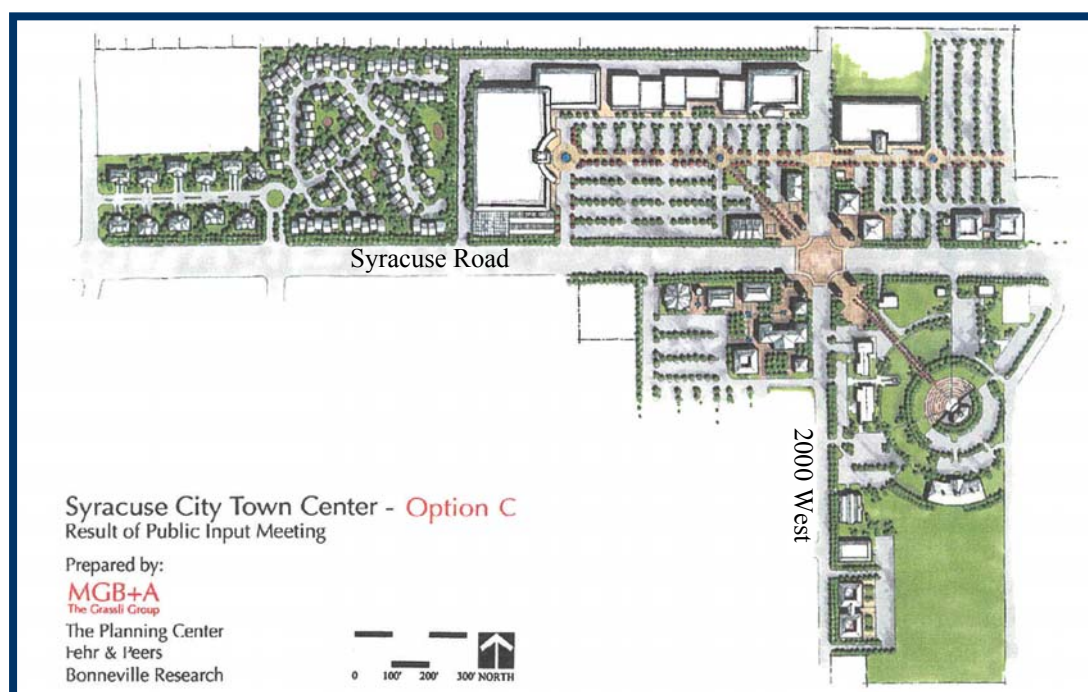 Syracuse Road
2000 West
Syracuse City Town Center - Option C
Result of Public Input Meeting
Prepared by:
MGB+A
The Grassli Group
The Planning Center
Fehr & Peers
Bonneville Research
0 100' 200' 300' NORTH